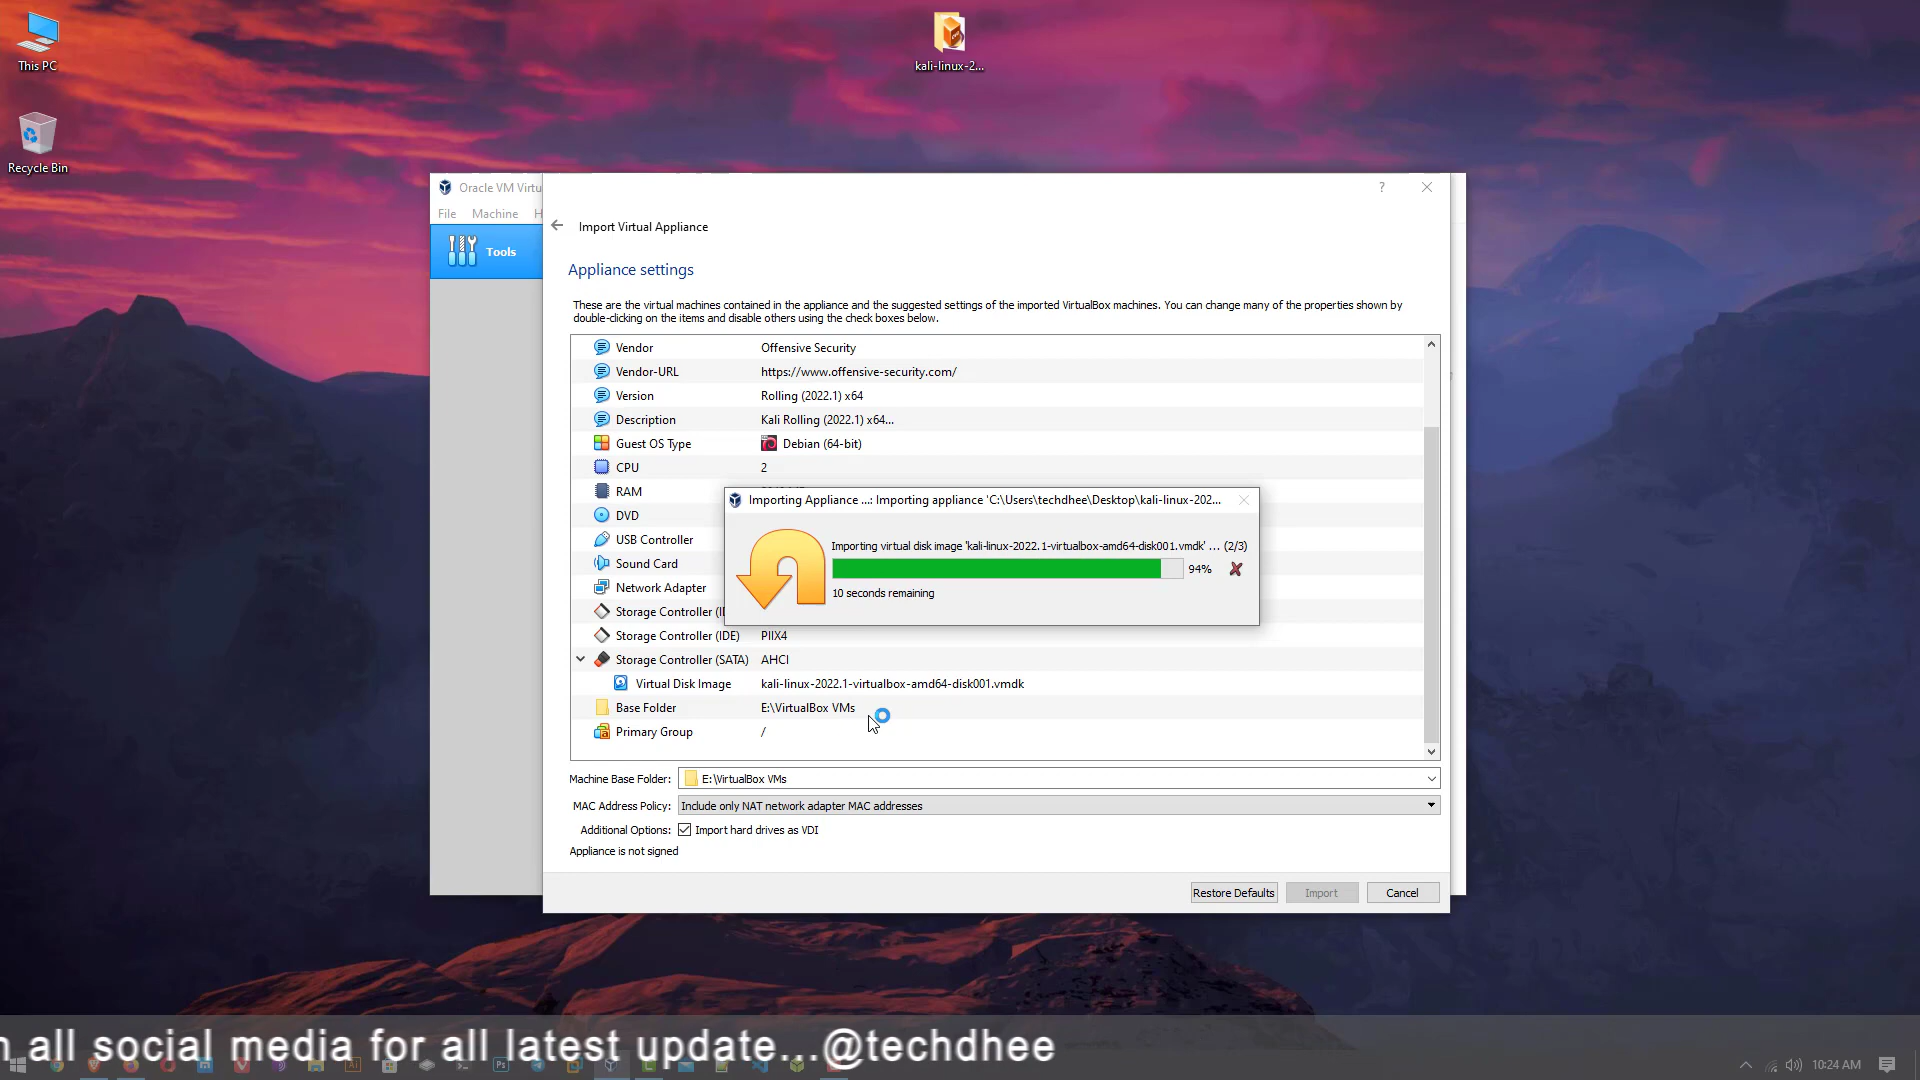 This PC
kali-linux-2...
Recycle Bin
Oracle VM Virtu
File Machine H
Tools
Import Virtual Appliance
Appliance settings
These are the virtual machines contained in the appliance and the suggested settings of the imported VirtualBox machines. You can change many of the properties shown by
double-clicking on the items and disable others using the check boxes below.
Vendor Offensive Security
Vendor-URL https://www.offensive-security.com/
Version Rolling (2022.1) x64
Description Kali Rolling (2022.1) x64...
Guest OS Type Debian (64-bit)
CPU 2
RAM
DVD
USB Controller
Sound Card
Network Adapter
Storage Controller (ID
Storage Controller (IDE) PIIX4
Storage Controller (SATA) AHCI
Virtual Disk Image kali-linux-2022.1-virtualbox-amd64-disk001.vmdk
Base Folder E:\VirtualBox VMs
Primary Group /
Importing Appliance ...: Importing appliance 'C:\Users\techdhee\Desktop\kali-linux-202...
Importing virtual disk image 'kali-linux-2022.1-virtualbox-amd64-disk001.vmdk' ... (2/3)
94%
10 seconds remaining
Machine Base Folder: E:\VirtualBox VMs
MAC Address Policy: Include only NAT network adapter MAC addresses
Additional Options: Import hard drives as VDI
Appliance is not signed
Restore Defaults Import Cancel
n all social media for all latest update...@techdhee
10:24 AM